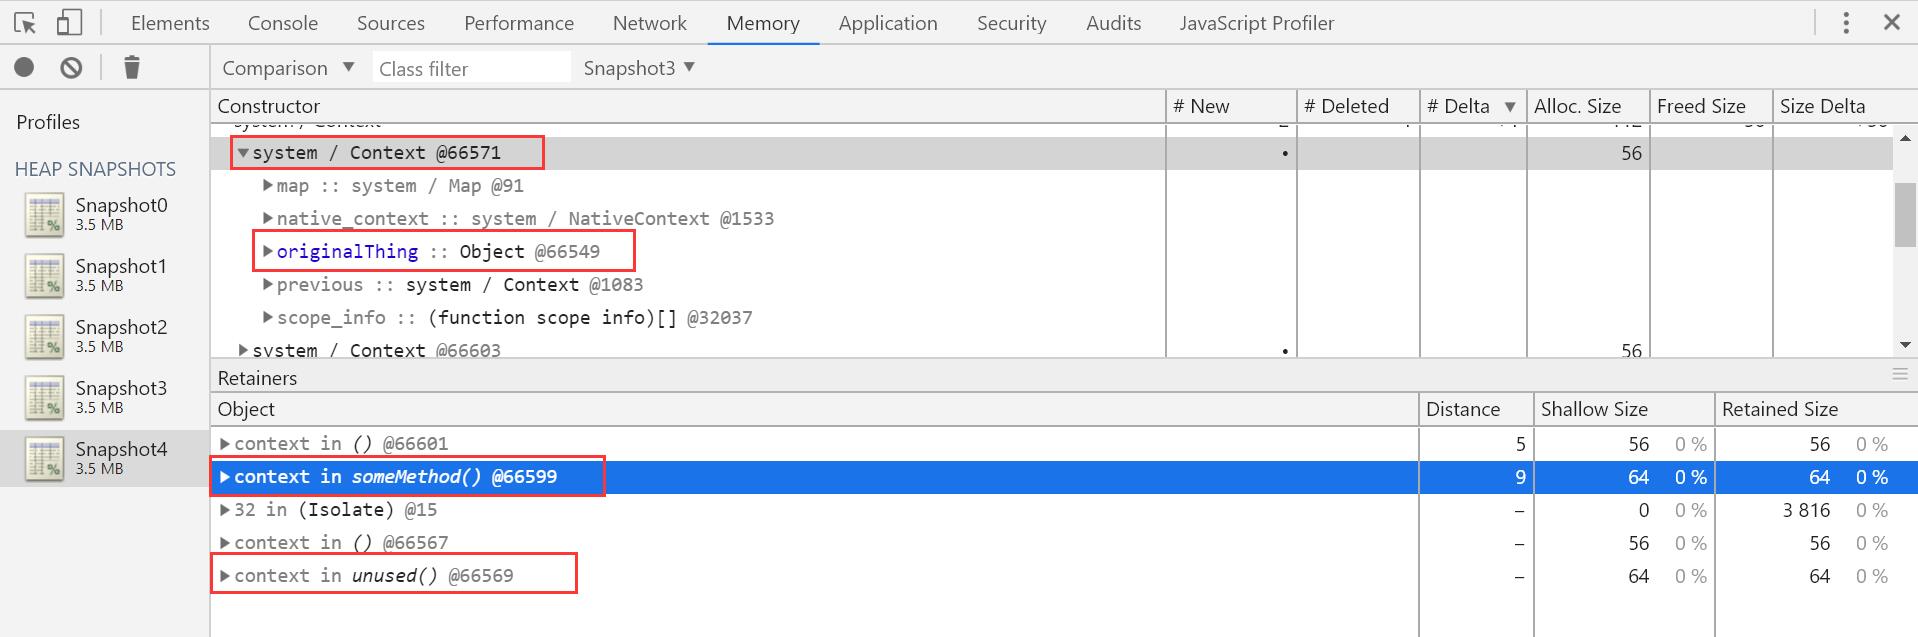 Elements Console Sources Performance Network Memory Application Security Audits JavaScript Profiler
Comparison ▼ Class filter Snapshot3 ▼
Constructor # New # Deleted # Delta ▼ Alloc. Size Freed Size Size Delta
Profiles
HEAP SNAPSHOTS
Snapshot0
3.5 MB
Snapshot1
3.5 MB
Snapshot2
3.5 MB
Snapshot3
3.5 MB
Snapshot4
3.5 MB
system / Context
▼system / Context @66571 • 56
▶map :: system / Map @91
▶native_context :: system / NativeContext @1533
▶originalThing :: Object @66549
▶previous :: system / Context @1083
▶scope_info :: (function scope info)[] @32037
▶system / Context @66603 • 56
Retainers
Object Distance Shallow Size Retained Size
▶context in () @66601 5 56 0 % 56 0 %
▶context in someMethod() @66599 9 64 0 % 64 0 %
▶32 in (Isolate) @15 – 0 0 % 3 816 0 %
▶context in () @66567 – 56 0 % 56 0 %
▶context in unused() @66569 – 64 0 % 64 0 %